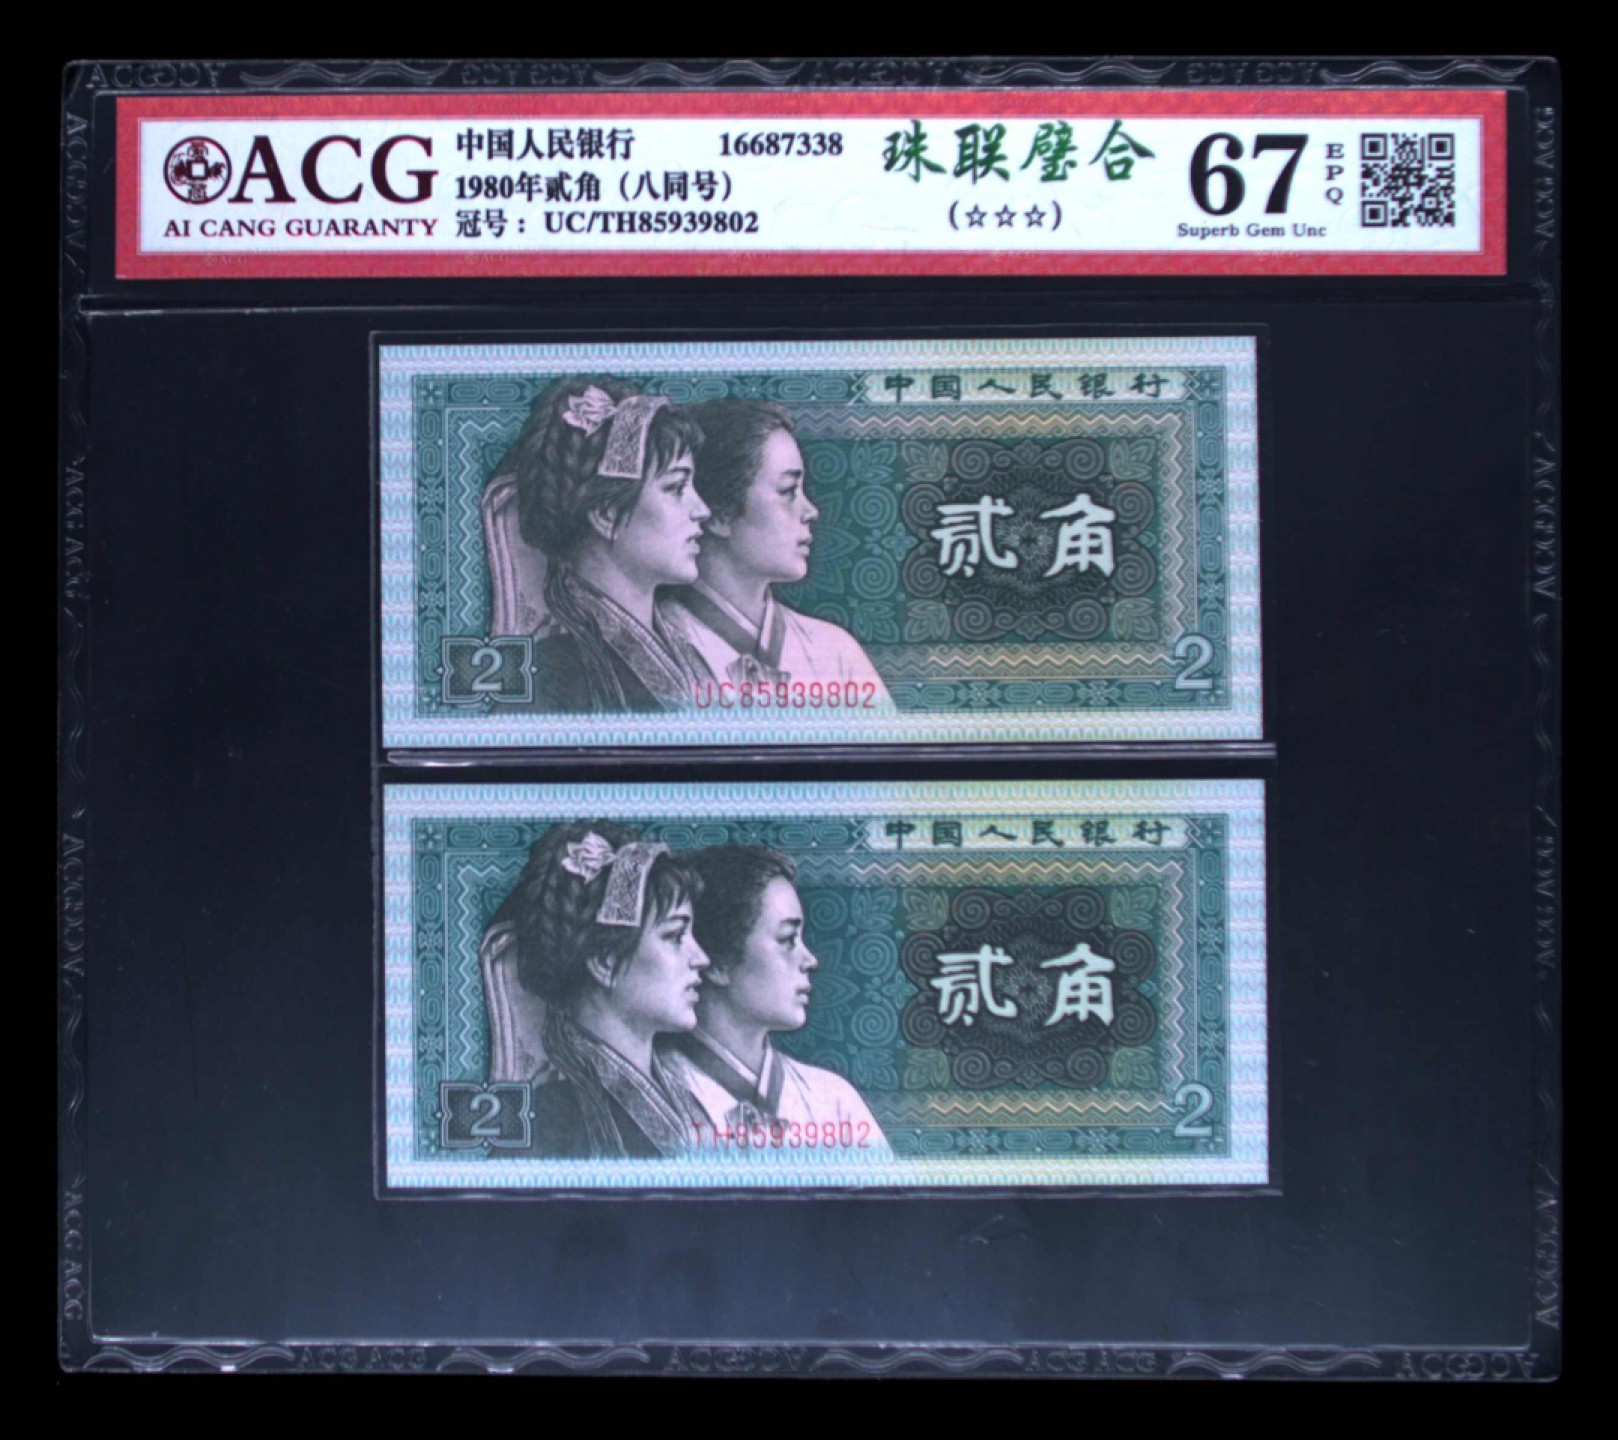 ACG
AI CANG GUARANTY
中国人民银行 16687338
1980年贰角（八同号）
冠号：UC/TH85939802
珠联璧合
(☆☆☆)
67
EPQ
Superb Gem Unc
中国人民银行
贰角
2
2
UC85939802
中国人民银行
贰角
2
2
TH85939802